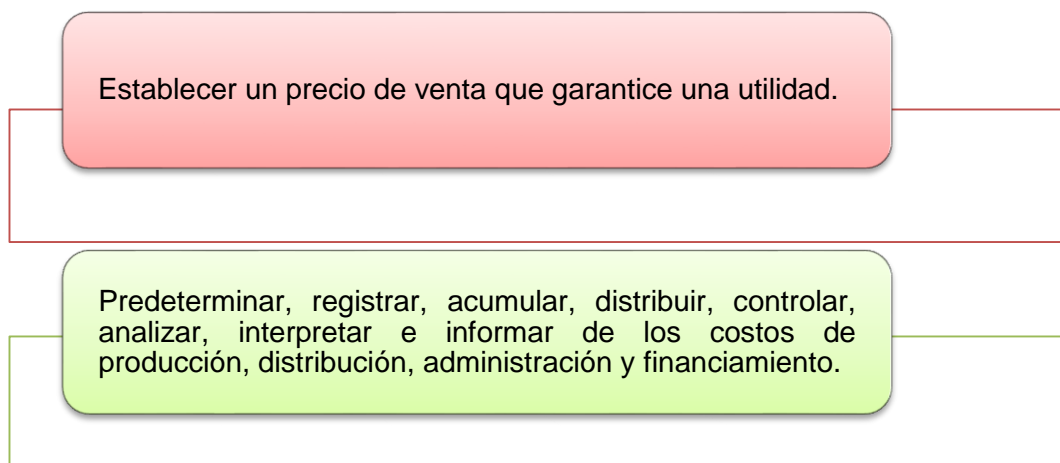 Establecer un precio de venta que garantice una utilidad.
Predeterminar, registrar, acumular, distribuir, controlar,
analizar, interpretar e informar de los costos de
producción, distribución, administración y financiamiento.